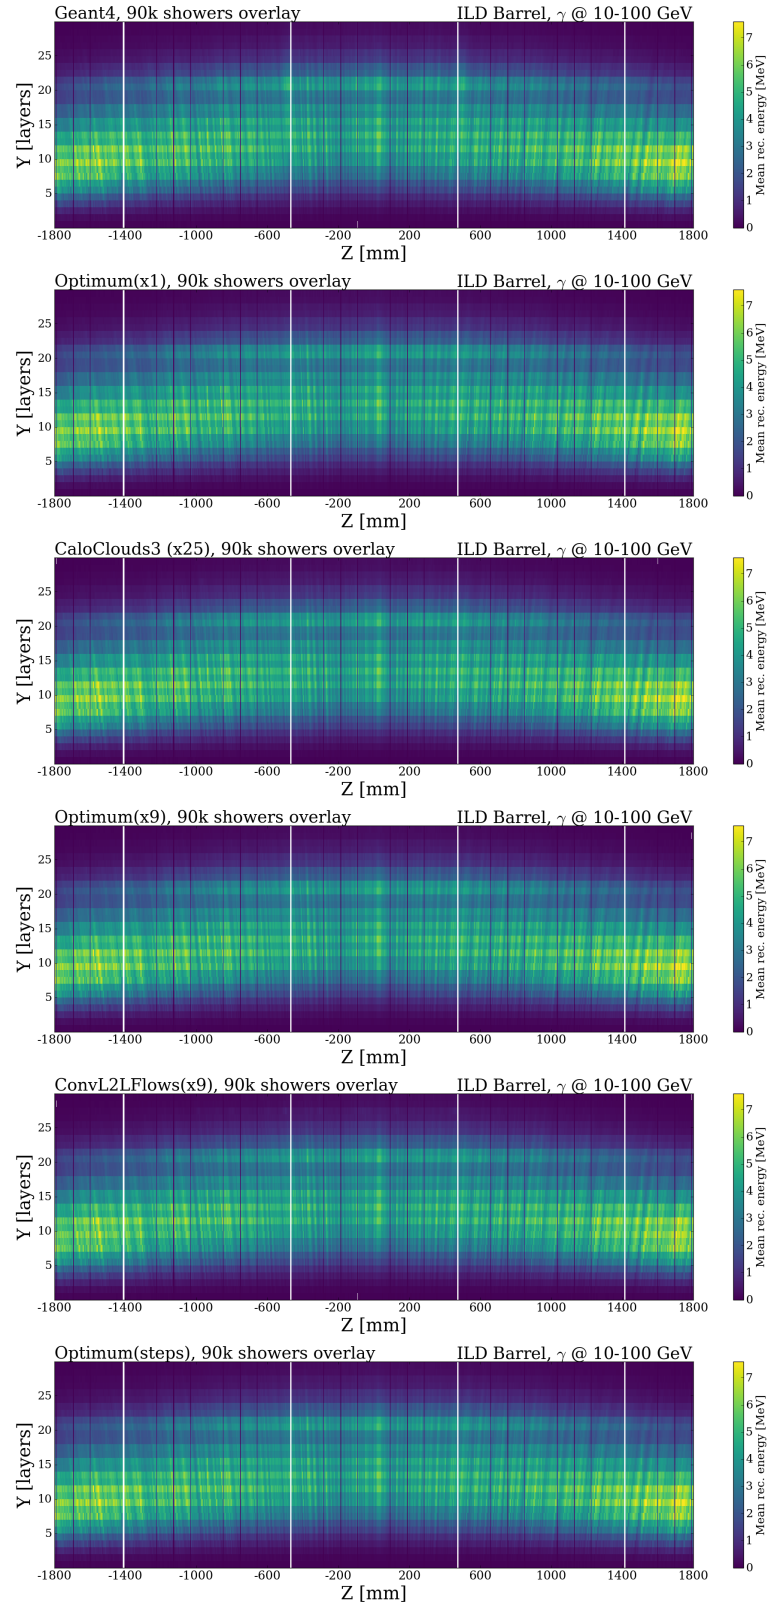 Geant4, 90k showers overlay ILD Barrel, γ @ 10-100 GeV
25
20
15
10
5
Y [layers]
-1800 -1400 -1000 -600 -200 200 600 1000 1400 1800
Z [mm]
7
6
5
4
3
2
1
0
Mean rec. energy [MeV]
Optimum(x1), 90k showers overlay ILD Barrel, γ @ 10-100 GeV
25
20
15
10
5
Y [layers]
-1800 -1400 -1000 -600 -200 200 600 1000 1400 1800
Z [mm]
7
6
5
4
3
2
1
0
Mean rec. energy [MeV]
CaloClouds3 (x25), 90k showers overlay ILD Barrel, γ @ 10-100 GeV
25
20
15
10
5
Y [layers]
-1800 -1400 -1000 -600 -200 200 600 1000 1400 1800
Z [mm]
7
6
5
4
3
2
1
0
Mean rec. energy [MeV]
Optimum(x9), 90k showers overlay ILD Barrel, γ @ 10-100 GeV
25
20
15
10
5
Y [layers]
-1800 -1400 -1000 -600 -200 200 600 1000 1400 1800
Z [mm]
7
6
5
4
3
2
1
0
Mean rec. energy [MeV]
ConvL2LFlows(x9), 90k showers overlay ILD Barrel, γ @ 10-100 GeV
25
20
15
10
5
Y [layers]
-1800 -1400 -1000 -600 -200 200 600 1000 1400 1800
Z [mm]
7
6
5
4
3
2
1
0
Mean rec. energy [MeV]
Optimum(steps), 90k showers overlay ILD Barrel, γ @ 10-100 GeV
25
20
15
10
5
Y [layers]
-1800 -1400 -1000 -600 -200 200 600 1000 1400 1800
Z [mm]
7
6
5
4
3
2
1
0
Mean rec. energy [MeV]